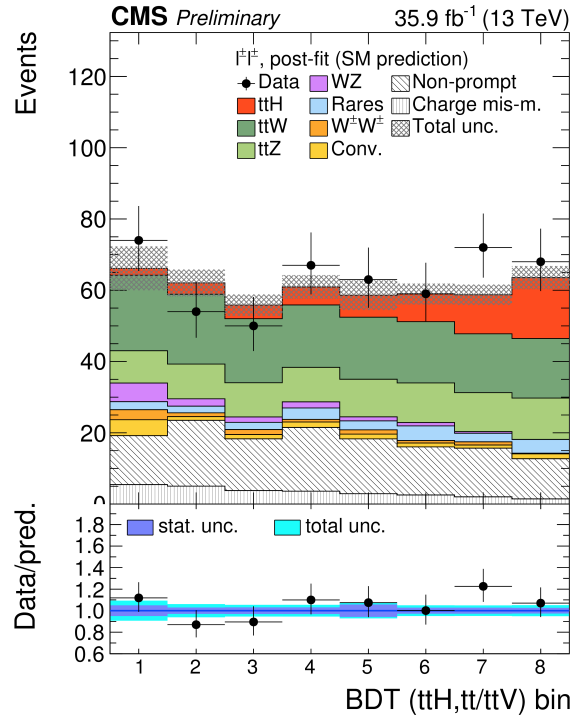 CMS Preliminary 35.9 fb⁻¹ (13 TeV)
Events
l±l±, post-fit (SM prediction)
Data WZ Non-prompt
ttH Rares Charge mis-m.
ttW W±W± Total unc.
ttZ Conv.
120
100
80
60
40
20
0
Data/pred.
stat. unc. total unc.
1.8
1.6
1.4
1.2
1.0
0.8
0.6
1 2 3 4 5 6 7 8
BDT (ttH,tt/ttV) bin